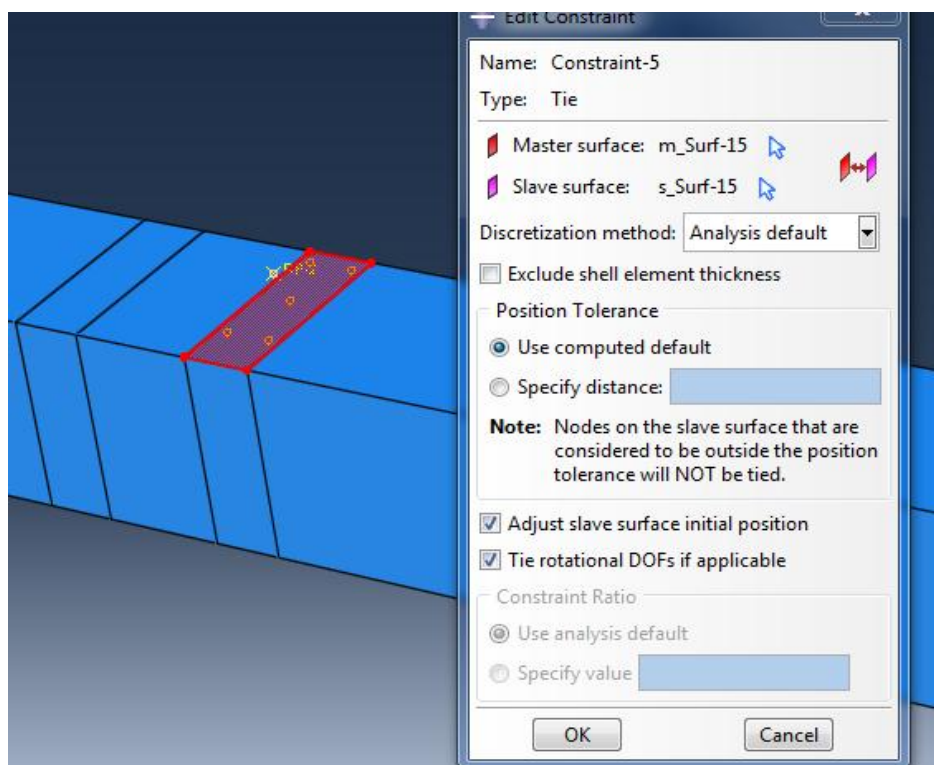 Edit Constraint
Name: Constraint-5
Type: Tie
Master surface: m_Surf-15
Slave surface: s_Surf-15
Discretization method: Analysis default
Exclude shell element thickness
Position Tolerance
Use computed default
Specify distance:
Note: Nodes on the slave surface that are
considered to be outside the position
tolerance will NOT be tied.
Adjust slave surface initial position
Tie rotational DOFs if applicable
Constraint Ratio
Use analysis default
Specify value
OK Cancel